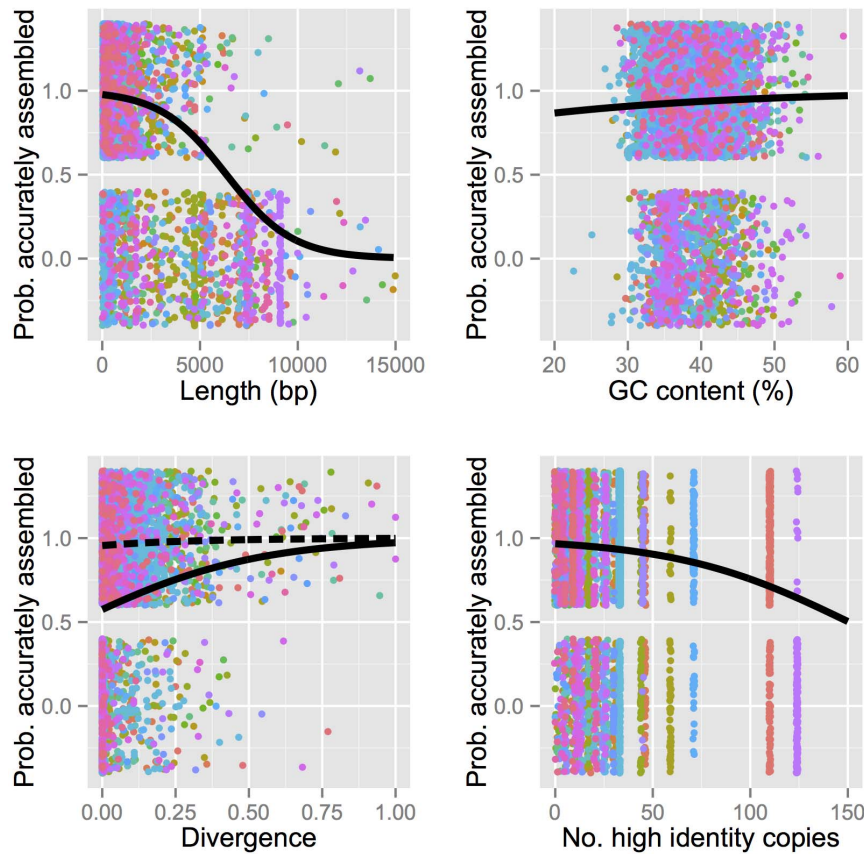 Prob. accurately assembled
1.0
0.5
0.0
0 5000 10000 15000
Length (bp)
Prob. accurately assembled
1.0
0.5
0.0
20 30 40 50 60
GC content (%)
Prob. accurately assembled
1.0
0.5
0.0
0.00 0.25 0.50 0.75 1.00
Divergence
Prob. accurately assembled
1.0
0.5
0.0
0 50 100 150
No. high identity copies